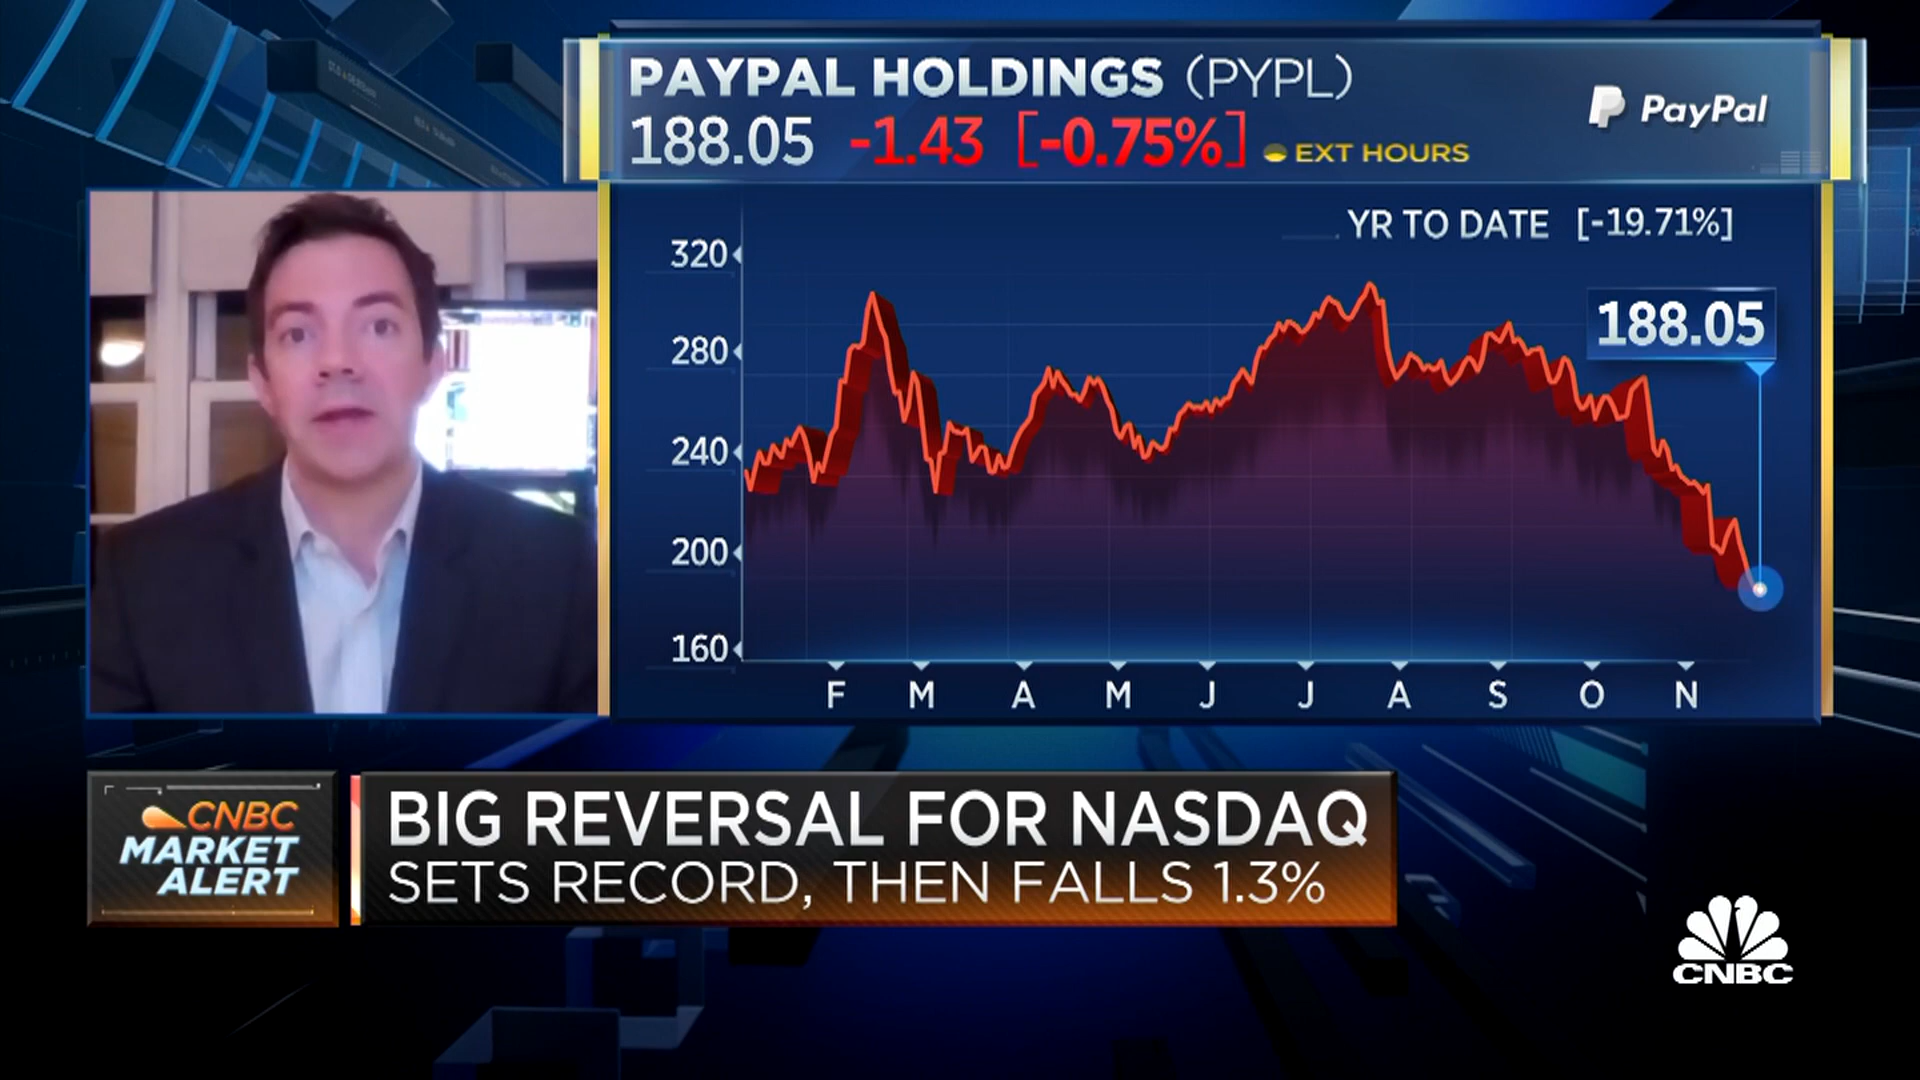 PAYPAL HOLDINGS (PYPL)
188.05 -1.43 [-0.75%] EXT HOURS
PayPal
YR TO DATE [-19.71%]
320
280
240
200
160
188.05
F M A M J J A S O N
CNBC
MARKET
ALERT
BIG REVERSAL FOR NASDAQ
SETS RECORD, THEN FALLS 1.3%
CNBC